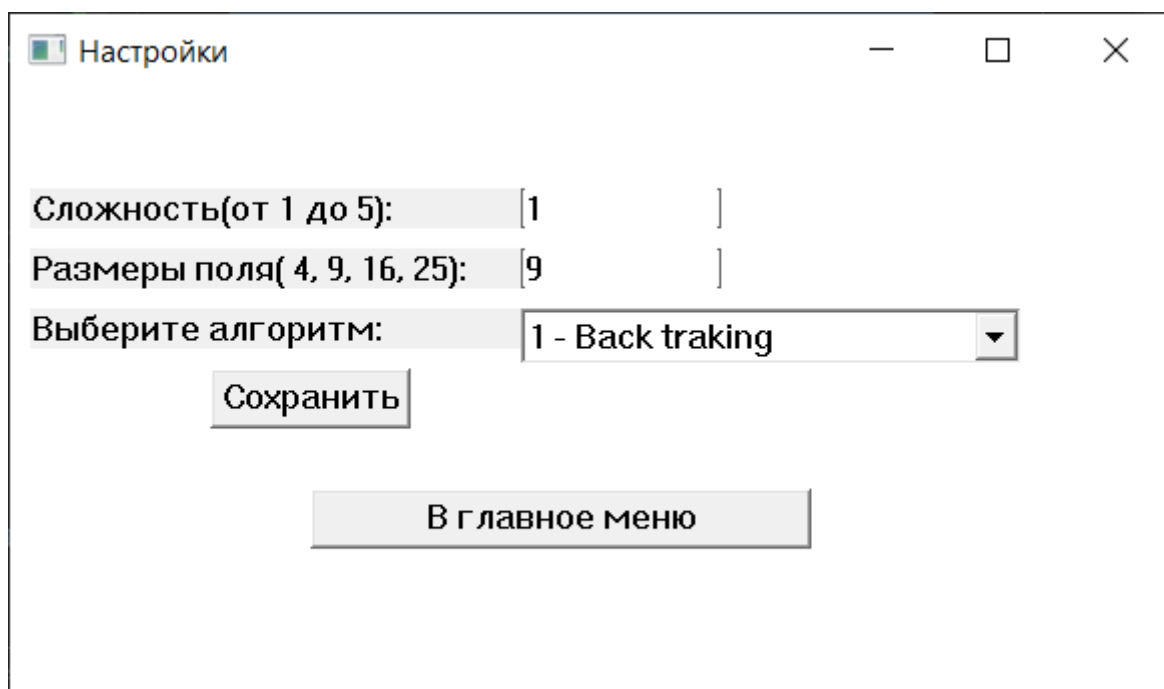 Настройки
Сложность(от 1 до 5): 1
Размеры поля( 4, 9, 16, 25): 9
Выберите алгоритм: 1 - Back traking
Сохранить
В главное меню